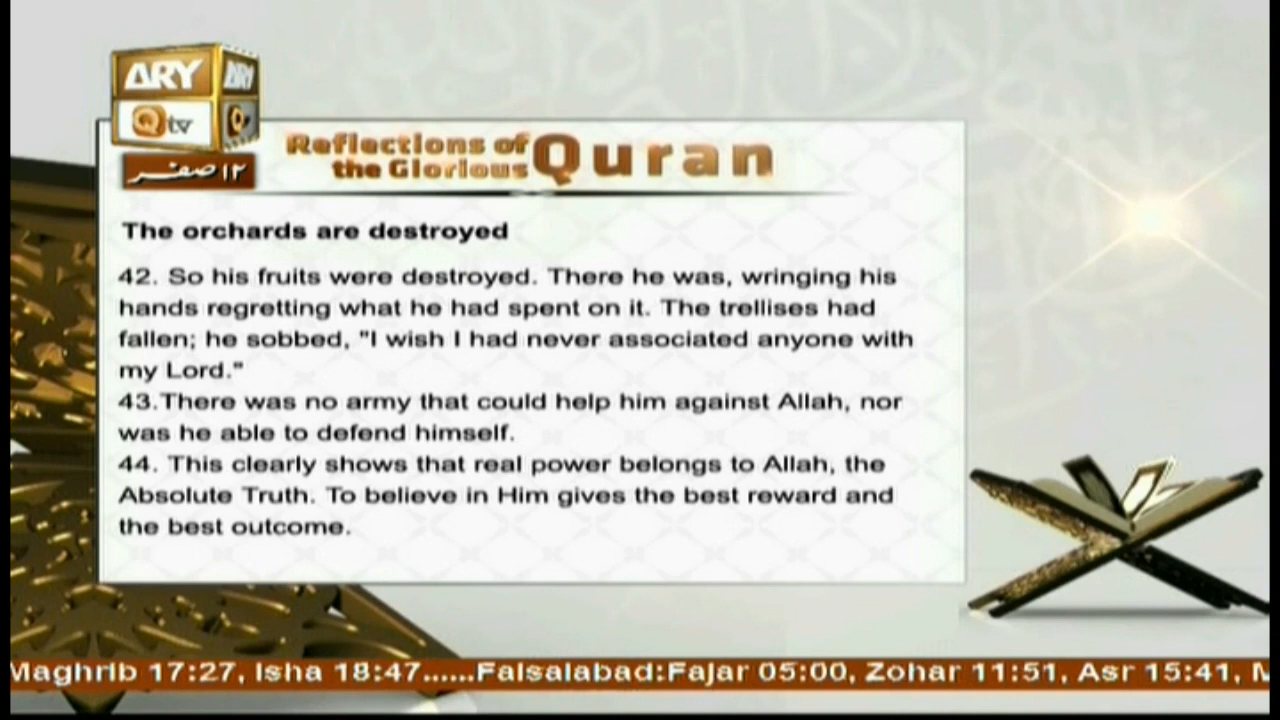 ARY
ARY
Qtv
Q
١٢ صفر
Reflections of
the Glorious Quran
The orchards are destroyed
42. So his fruits were destroyed. There he was, wringing his
hands regretting what he had spent on it. The trellises had
fallen; he sobbed, "I wish I had never associated anyone with
my Lord."
43.There was no army that could help him against Allah, nor
was he able to defend himself.
44. This clearly shows that real power belongs to Allah, the
Absolute Truth. To believe in Him gives the best reward and
the best outcome.
Maghrib 17:27, Isha 18:47......Faisalabad:Fajar 05:00, Zohar 11:51, Asr 15:41, M